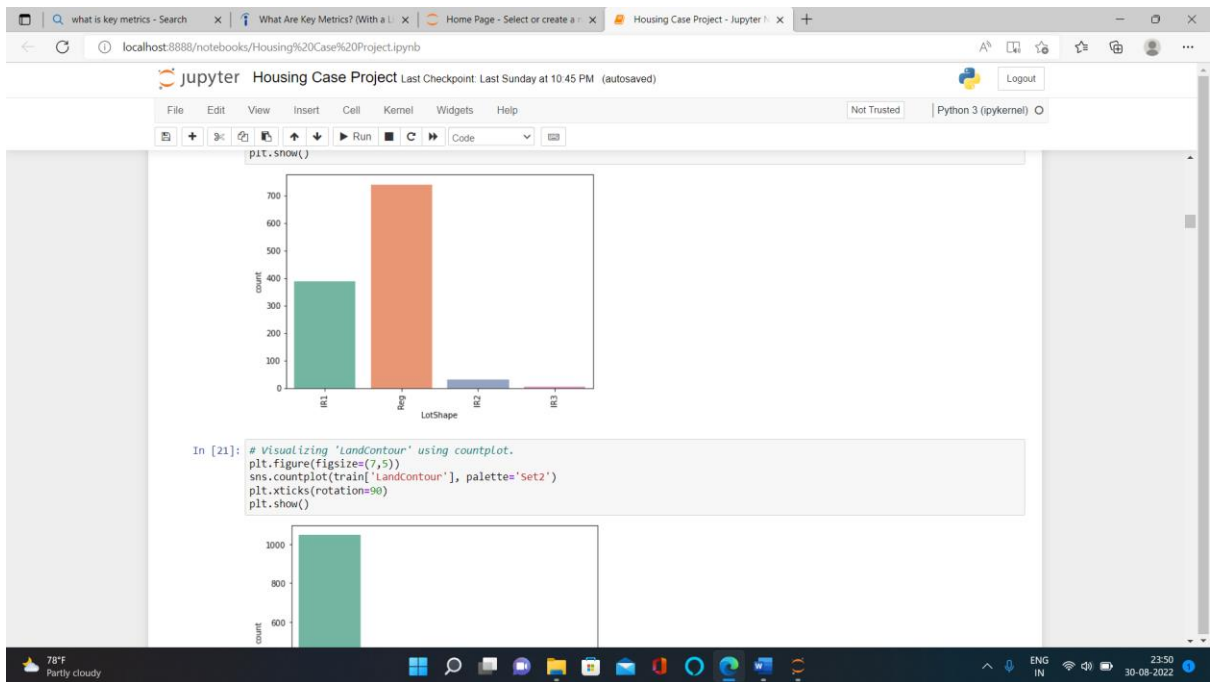 what is key metrics - Search
What Are Key Metrics? (With a Li
Home Page - Select or create a n
Housing Case Project - Jupyter N
localhost:8888/notebooks/Housing%20Case%20Project.ipynb
jupyter Housing Case Project Last Checkpoint: Last Sunday at 10:45 PM (autosaved)
Logout
File Edit View Insert Cell Kernel Widgets Help
Not Trusted
Python 3 (ipykernel)
Run
Code
plt.show()
700
600
500
400
300
200
100
0
count
IR1
Reg
IR2
IR3
LotShape
In [21]: # Visualizing 'LandContour' using countplot.
plt.figure(figsize=(7,5))
sns.countplot(train['LandContour'], palette='Set2')
plt.xticks(rotation=90)
plt.show()
1000
800
600
count
78°F
Partly cloudy
ENG
IN
23:50
30-08-2022
1